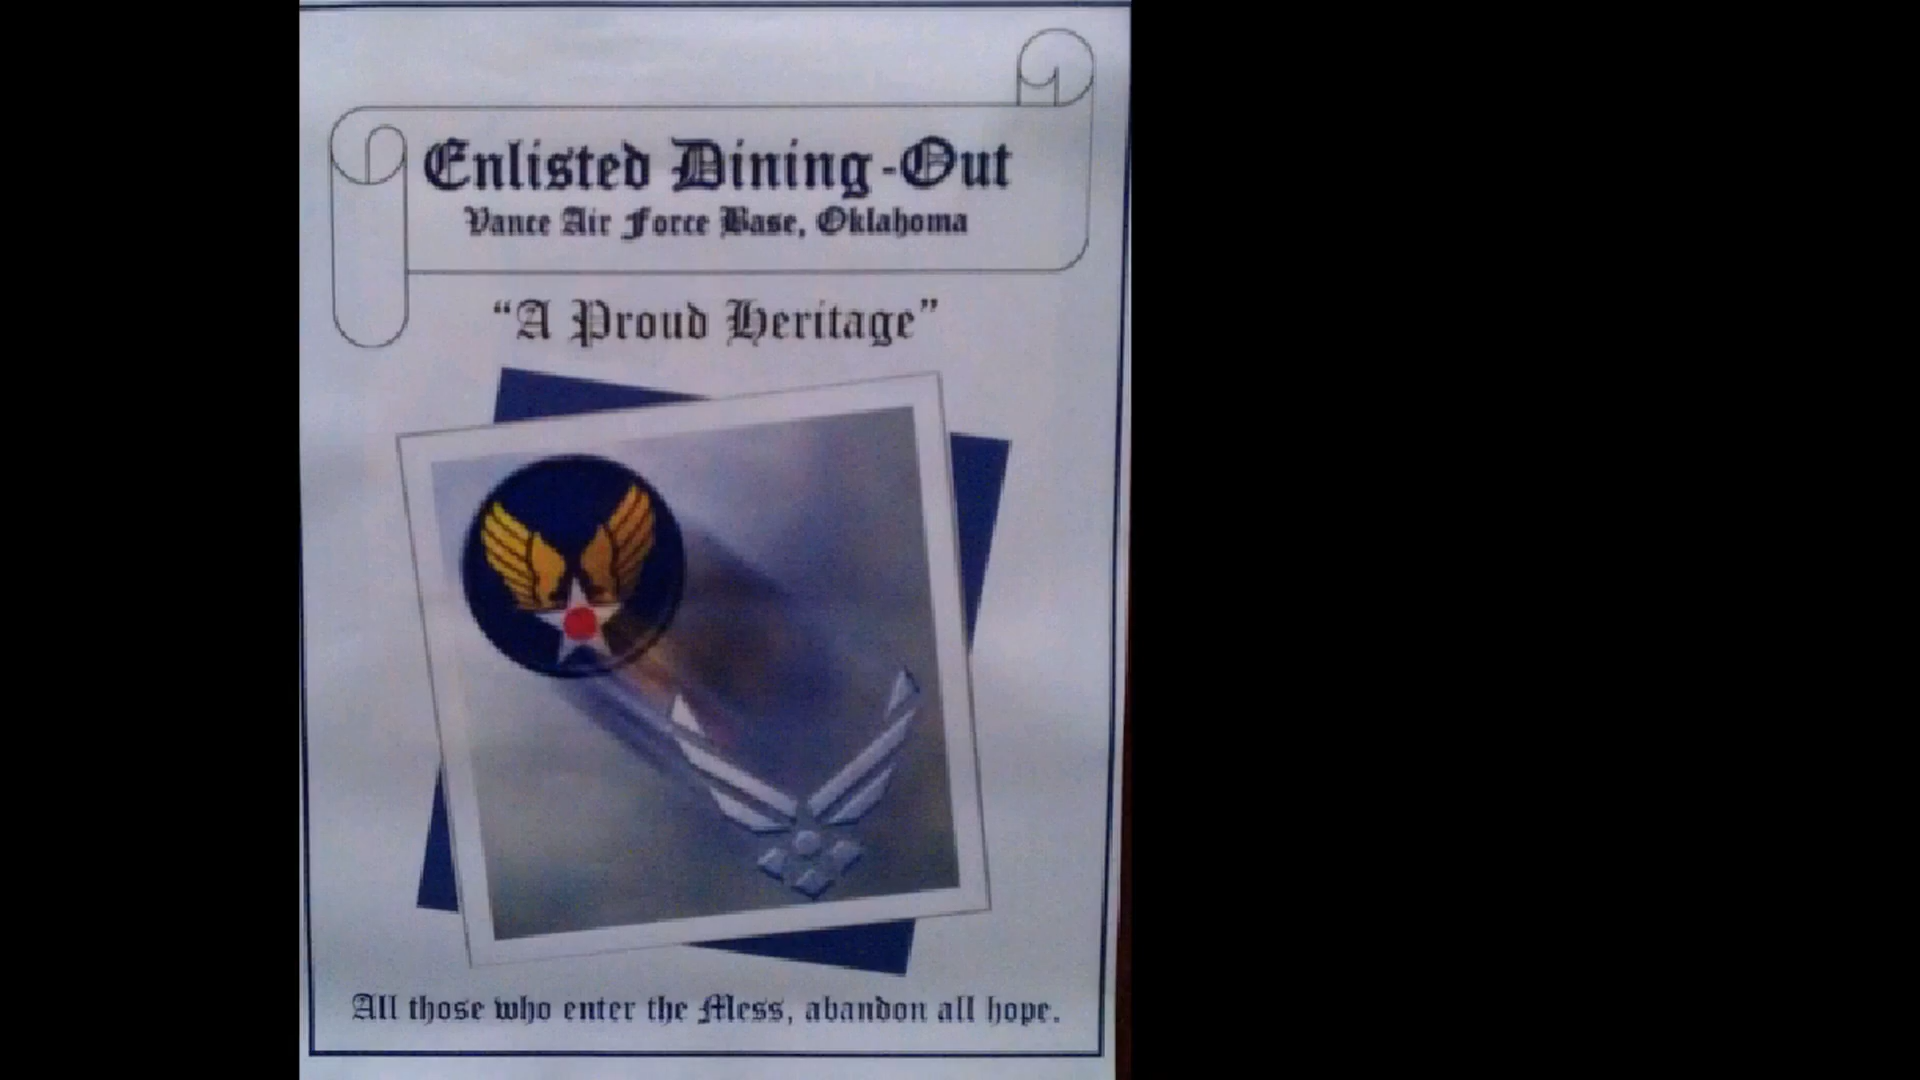 Enlisted Dining-Out
Vance Air Force Base, Oklahoma
“A Proud Heritage”
All those who enter the Mess, abandon all hope.